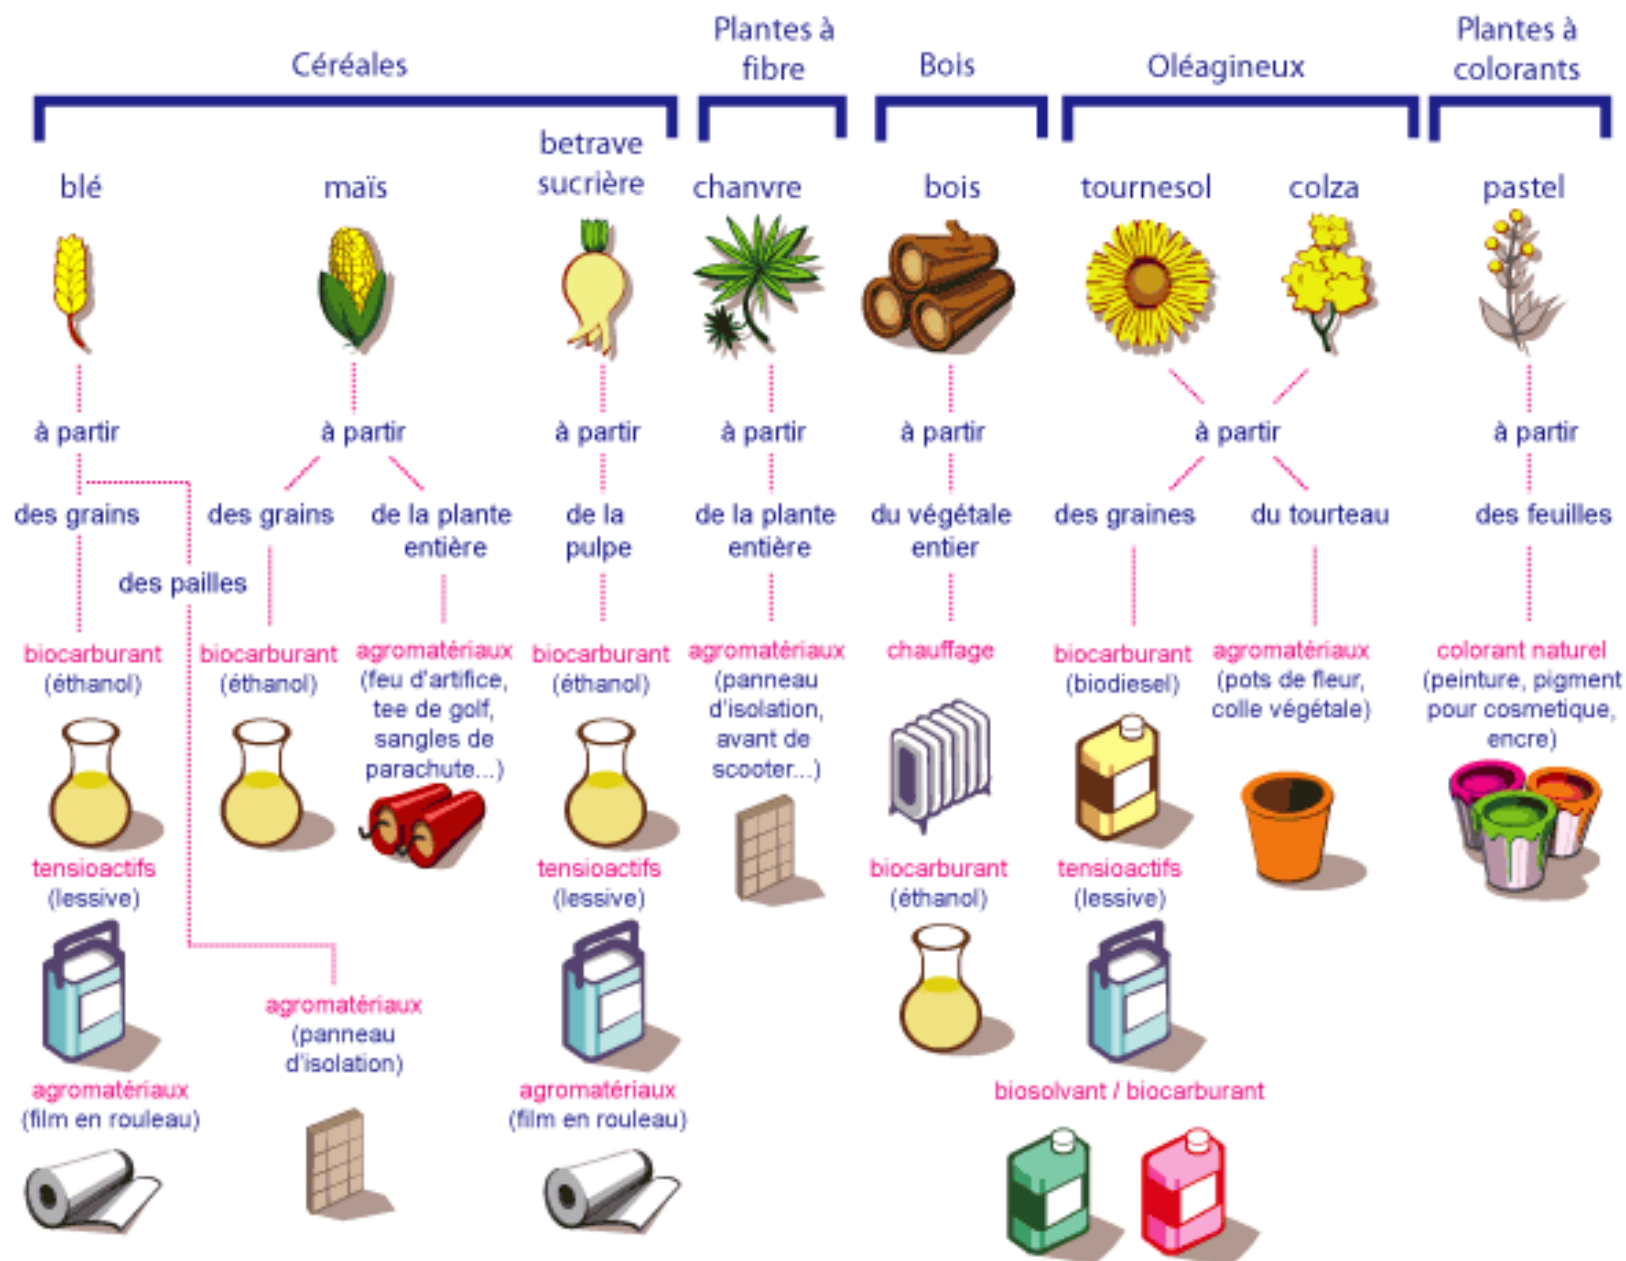 Céréales
Plantes à
fibre
Bois
Oléagineux
Plantes à
colorants
blé
maïs
betrave
sucrière
chanvre
bois
tournesol
colza
pastel
à partir
à partir
à partir
à partir
à partir
à partir
à partir
des grains
des pailles
des grains
de la plante
entière
de la
pulpe
de la plante
entière
du végétale
entier
des graines
du tourteau
des feuilles
biocarburant
(éthanol)
biocarburant
(éthanol)
agromatériaux
(feu d'artifice,
tee de golf,
sangles de
parachute...)
biocarburant
(éthanol)
agromatériaux
(panneau
d'isolation,
avant de
scooter...)
chauffage
biocarburant
(biodiesel)
agromatériaux
(pots de fleur,
colle végétale)
colorant naturel
(peinture, pigment
pour cosmetique,
encre)
tensioactifs
(lessive)
tensioactifs
(lessive)
biocarburant
(éthanol)
tensioactifs
(lessive)
agromatériaux
(panneau
d'isolation)
agromatériaux
(film en rouleau)
agromatériaux
(film en rouleau)
biosolvant / biocarburant